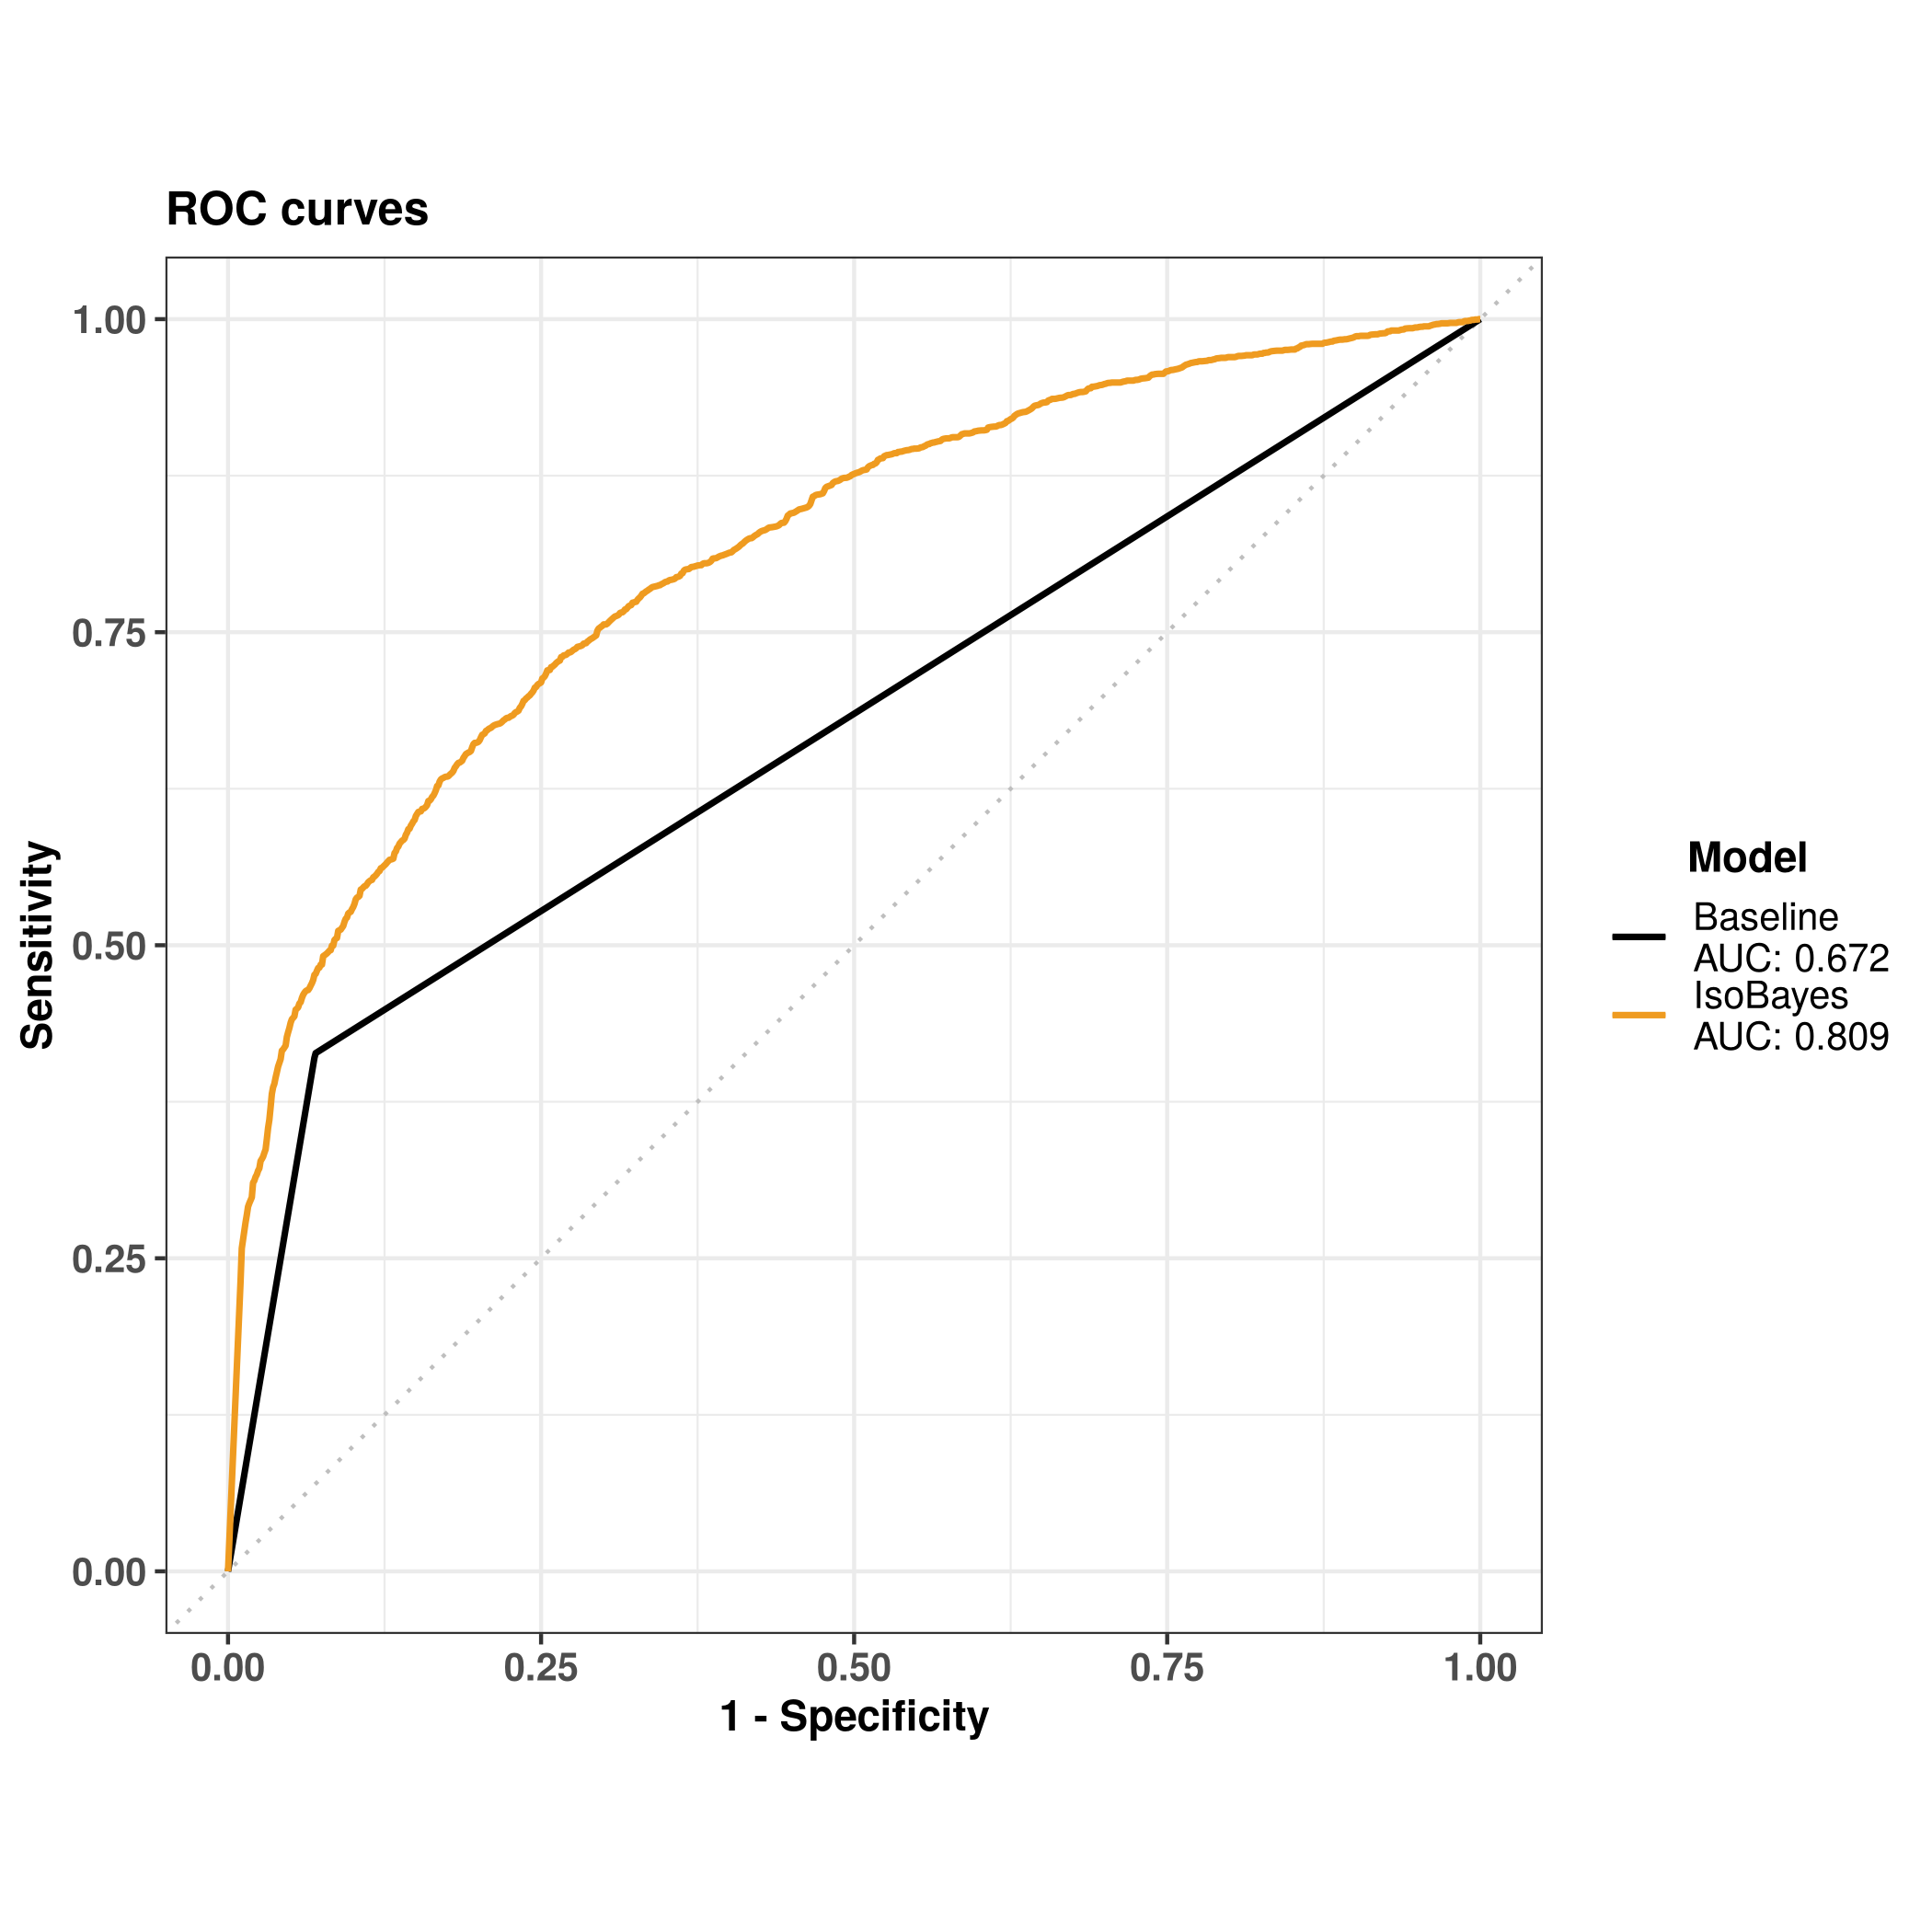 ROC curves
1.00
0.75
0.50
0.25
0.00
Sensitivity
0.00 0.25 0.50 0.75 1.00
1 - Specificity
Model
Baseline
AUC: 0.672
IsoBayes
AUC: 0.809